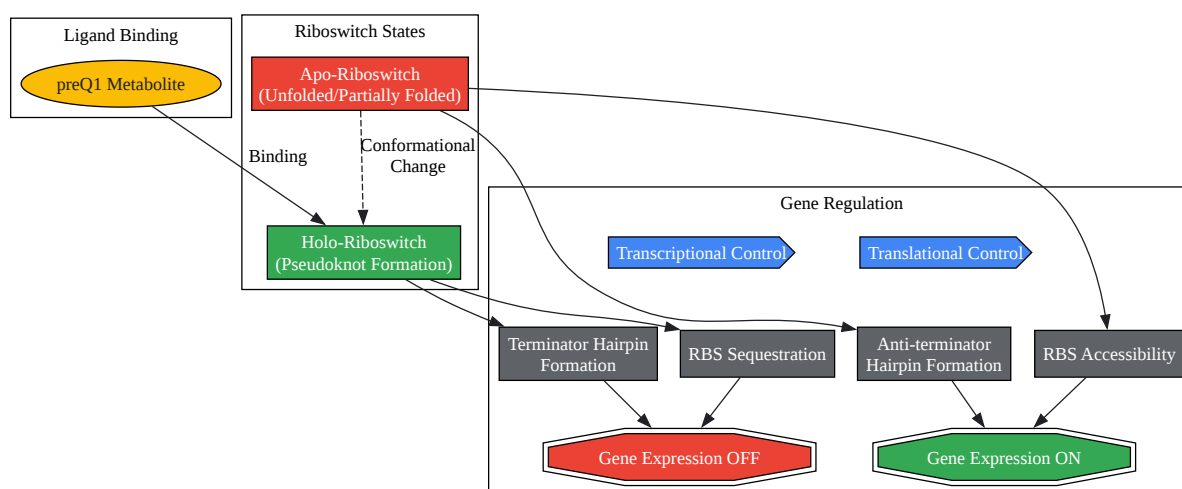 Ligand Binding
preQ1 Metabolite
Riboswitch States
Apo-Riboswitch
(Unfolded/Partially Folded)
Binding
Conformational
Change
Holo-Riboswitch
(Pseudoknot Formation)
Gene Regulation
Transcriptional Control
Translational Control
Terminator Hairpin
Formation
RBS Sequestration
Anti-terminator
Hairpin Formation
RBS Accessibility
Gene Expression OFF
Gene Expression ON